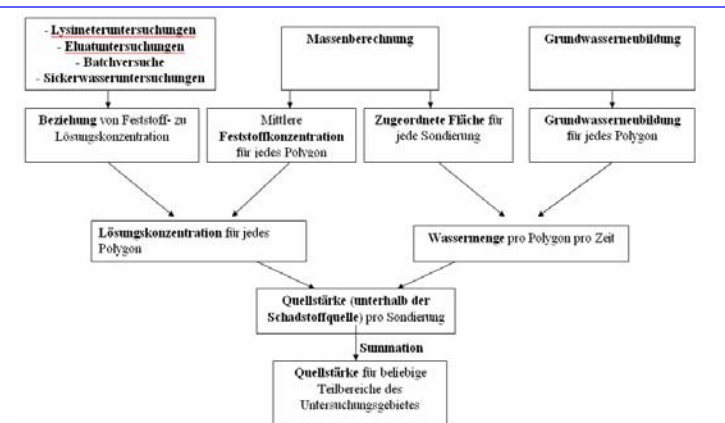 - Lysimeteruntersuchungen
- Eluatuntersuchungen
- Batchversuche
- Sickerwasseruntersuchungen
Massenberechnung
Grundwasserneubildung
Beziehung von Feststoff- zu
Lösungskonzentration
Mittlere
Feststoffkonzentration
für jedes Polygon
Zugeordnete Fläche für
jede Sondierung
Grundwasserneubildung
für jedes Polygon
Lösungskonzentration für jedes
Polygon
Wassermenge pro Polygon pro Zeit
Quellstärke (unterhalb der
Schadstoffquelle) pro Sondierung
Summation
Quellstärke für beliebige
Teilbereiche des
Untersuchungsgebietes